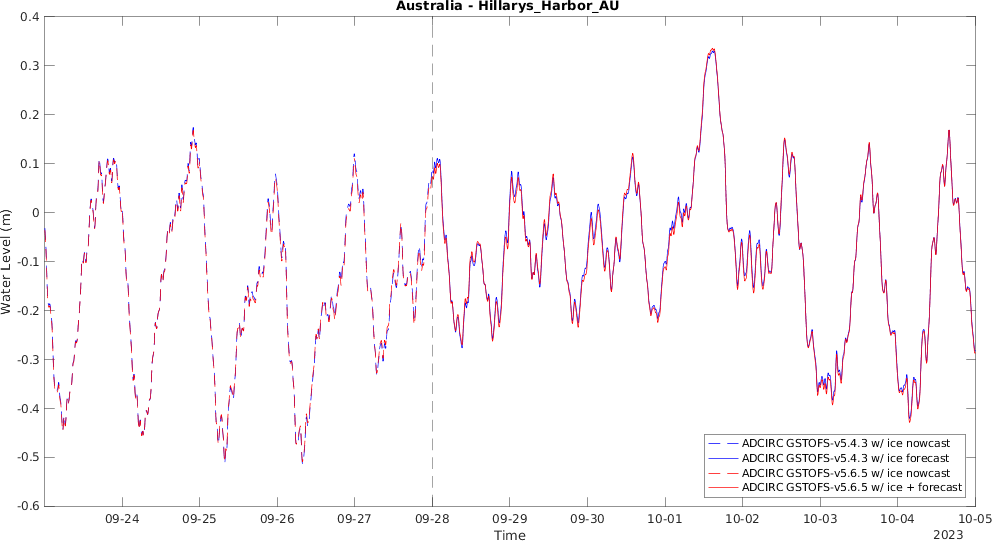 Australia - Hillarys_Harbor_AU
Water Level (m)
0.4
0.3
0.2
0.1
0
-0.1
-0.2
-0.3
-0.4
-0.5
-0.6
ADCIRC GSTOFS-v5.4.3 w/ ice nowcast
ADCIRC GSTOFS-v5.4.3 w/ ice forecast
ADCIRC GSTOFS-v5.6.5 w/ ice nowcast
ADCIRC GSTOFS-v5.6.5 w/ ice + forecast
09-24 09-25 09-26 09-27 09-28 09-29 09-30 10-01 10-02 10-03 10-04 10-05
Time
2023